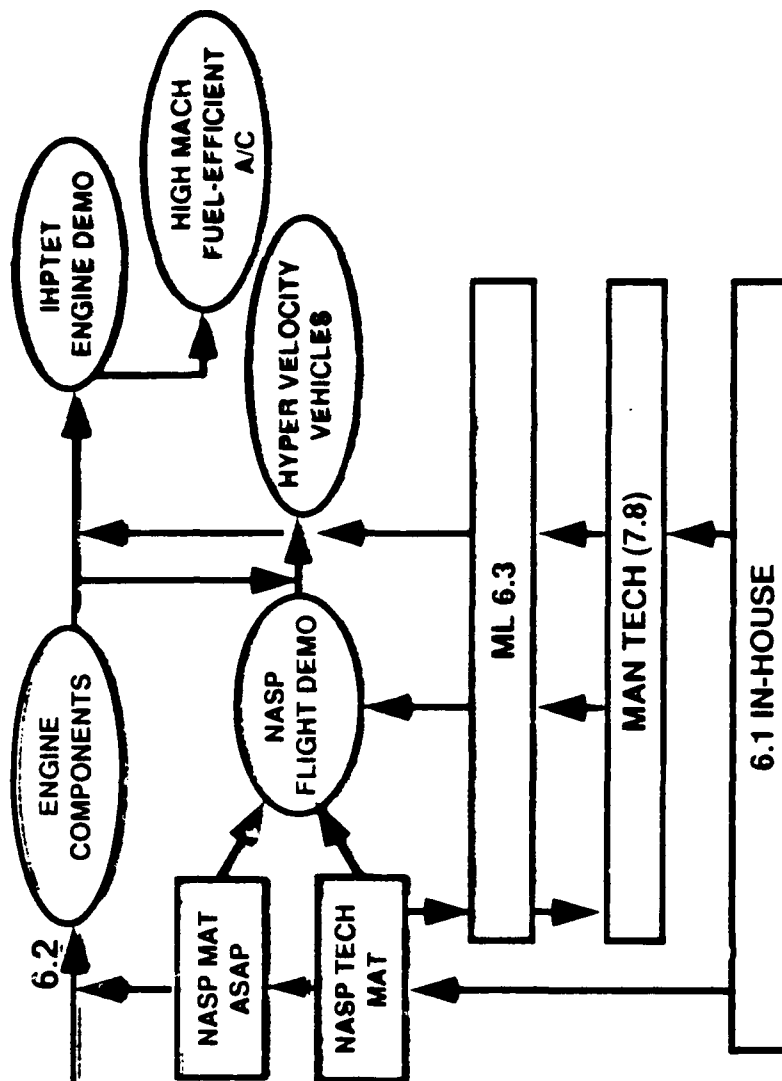 6.2
ENGINE
COMPONENTS
IHPTET
ENGINE DEMO
HIGH MACH
FUEL-EFFICIENT
A/C
NASP MAT
ASAP
NASP
FLIGHT DEMO
HYPER VELOCITY
VEHICLES
NASP TECH
MAT
ML 6.3
MAN TECH (7.8)
6.1 IN-HOUSE